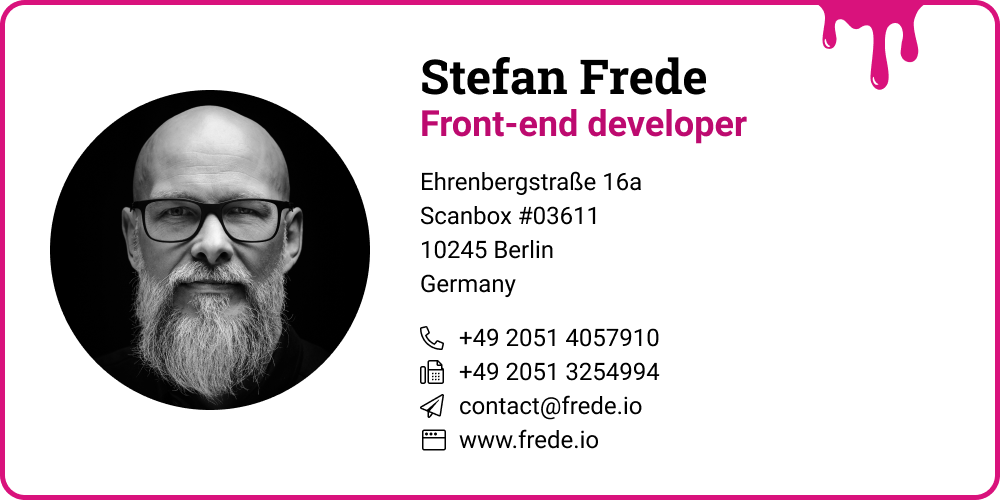 Stefan Frede
Front-end developer
Ehrenbergstraße 16a
Scanbox #03611
10245 Berlin
Germany
+49 2051 4057910
+49 2051 3254994
contact@frede.io
www.frede.io